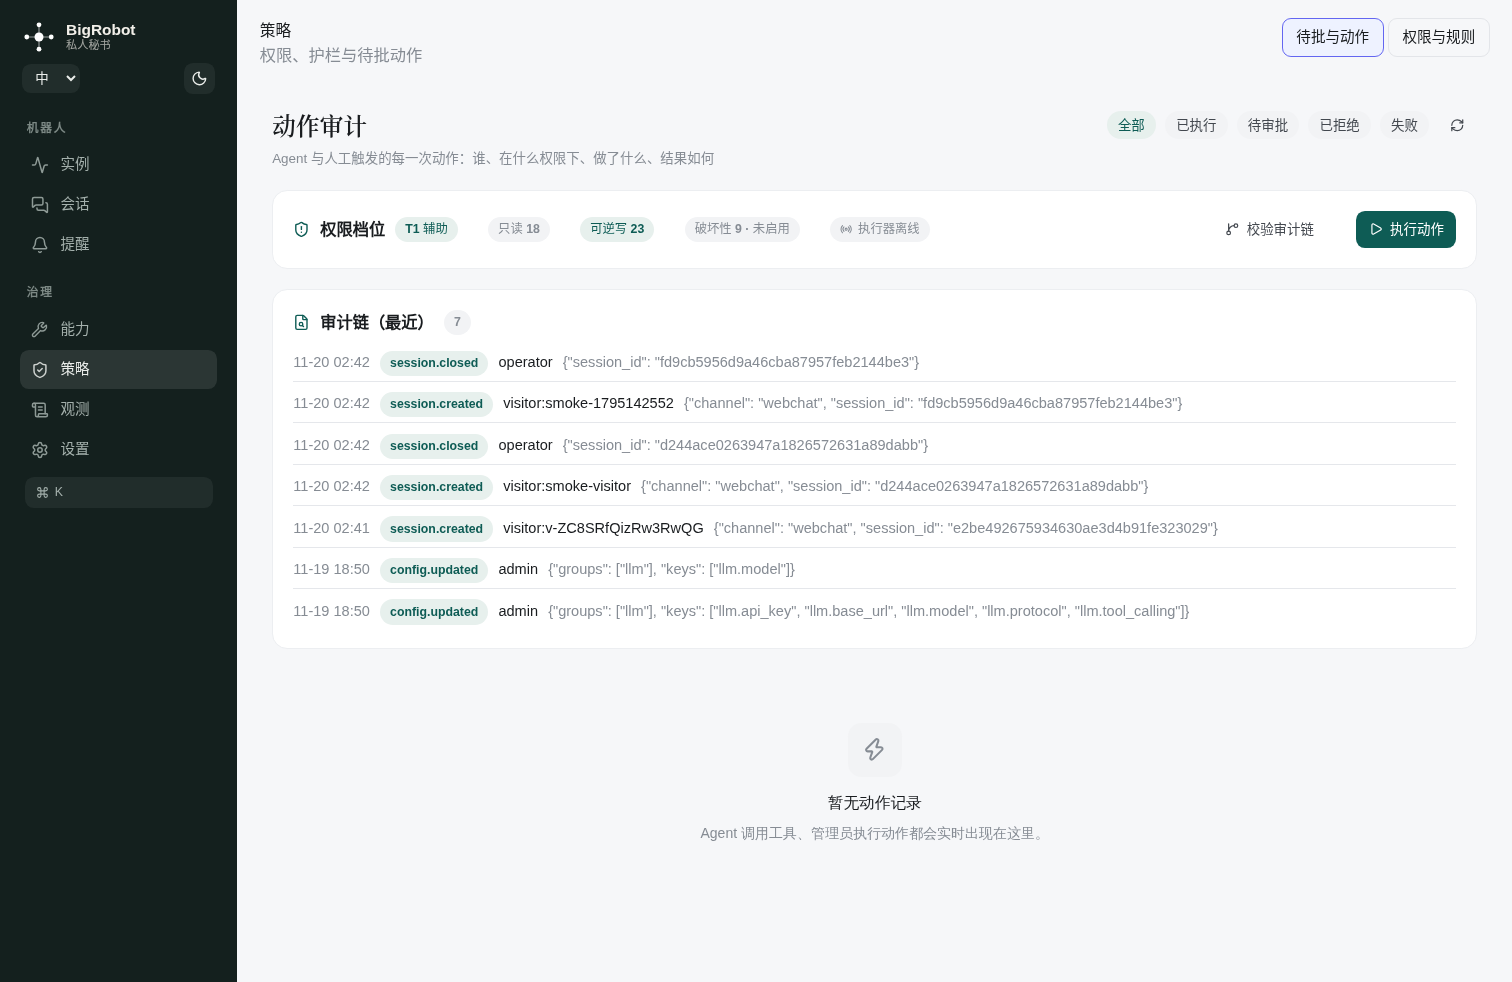 BigRobot
私人秘书
中
机器人
实例
会话
提醒
治理
能力
策略
观测
设置
⌘ K
策略
权限、护栏与待批动作
待批与动作
权限与规则
动作审计
Agent 与人工触发的每一次动作：谁、在什么权限下、做了什么、结果如何
全部
已执行
待审批
已拒绝
失败
权限档位
T1 辅助
只读 18
可逆写 23
破坏性 9 · 未启用
执行器离线
校验审计链
执行动作
审计链（最近） 7
11-20 02:42 session.closed operator {"session_id": "fd9cb5956d9a46cba87957feb2144be3"}
11-20 02:42 session.created visitor:smoke-1795142552 {"channel": "webchat", "session_id": "fd9cb5956d9a46cba87957feb2144be3"}
11-20 02:42 session.closed operator {"session_id": "d244ace0263947a1826572631a89dabb"}
11-20 02:42 session.created visitor:smoke-visitor {"channel": "webchat", "session_id": "d244ace0263947a1826572631a89dabb"}
11-20 02:41 session.created visitor:v-ZC8SRfQizRw3RwQG {"channel": "webchat", "session_id": "e2be492675934630ae3d4b91fe323029"}
11-19 18:50 config.updated admin {"groups": ["llm"], "keys": ["llm.model"]}
11-19 18:50 config.updated admin {"groups": ["llm"], "keys": ["llm.api_key", "llm.base_url", "llm.model", "llm.protocol", "llm.tool_calling"]}
暂无动作记录
Agent 调用工具、管理员执行动作都会实时出现在这里。